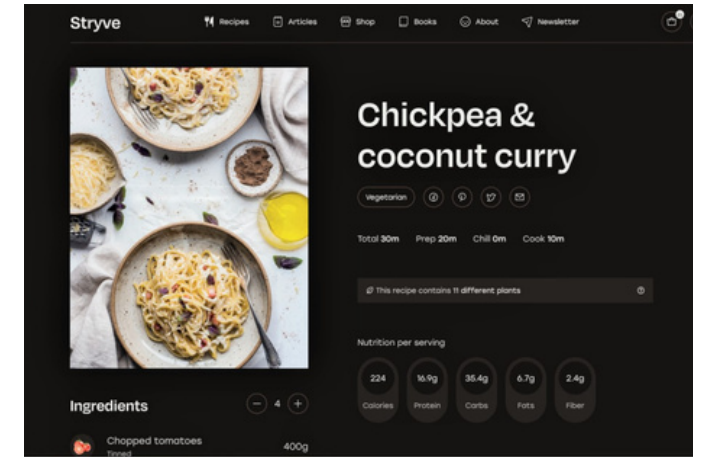 Stryve
Recipes
Articles
Shop
Books
About
Newsletter
Chickpea &
coconut curry
Vegetarian
Total 30m Prep 20m Chill 0m Cook 10m
This recipe contains 11 different plants
Nutrition per serving
224 16.9g 35.4g 6.7g 2.4g
Calories Protein Carbs Fats Fiber
Ingredients
4
Chopped tomatoes
400g
Tinned